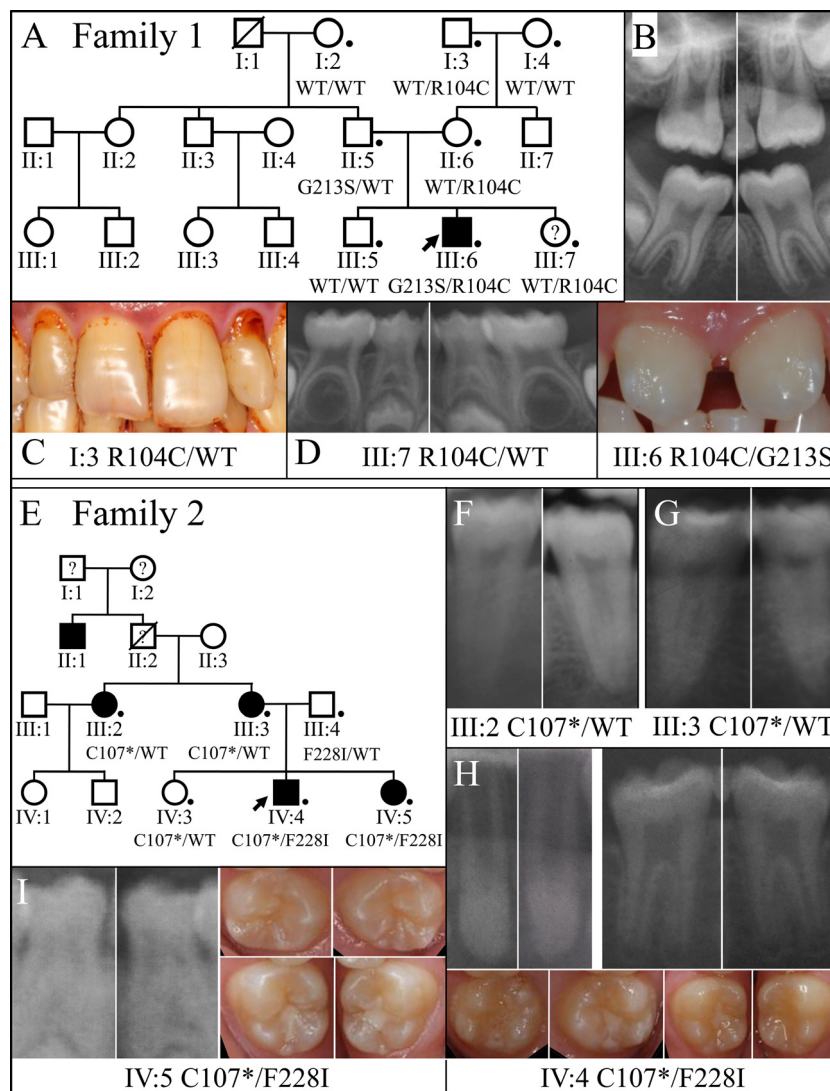 A Family 1
B
I:1 I:2 I:3 I:4
WT/WT WT/R104C WT/WT
II:1 II:2 II:3 II:4 II:5 II:6 II:7
G213S/WT WT/R104C
?
III:1 III:2 III:3 III:4 III:5 III:6 III:7
WT/WT G213S/R104C WT/R104C
C I:3 R104C/WT
D III:7 R104C/WT
III:6 R104C/G213S
E Family 2
F
G
? ?
I:1 I:2
?
II:1 II:2 II:3
III:1 III:2 III:3 III:4
C107*/WT C107*/WT F228I/WT
IV:1 IV:2 IV:3 IV:4 IV:5
C107*/WT C107*/F228I C107*/F228I
III:2 C107*/WT
III:3 C107*/WT
H
I
IV:5 C107*/F228I
IV:4 C107*/F228I